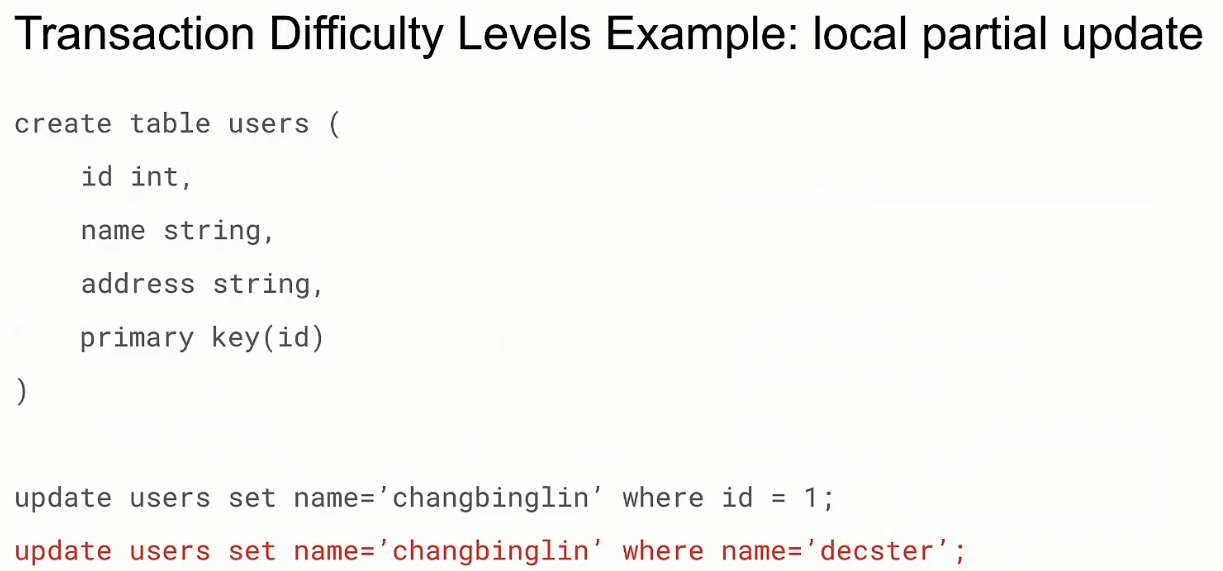 Transaction Difficulty Levels Example: local partial update
create table users (
    id int,
    name string,
    address string,
    primary key(id)
)
update users set name=’changbinglin’ where id = 1;
update users set name=’changbinglin’ where name=’decster’;